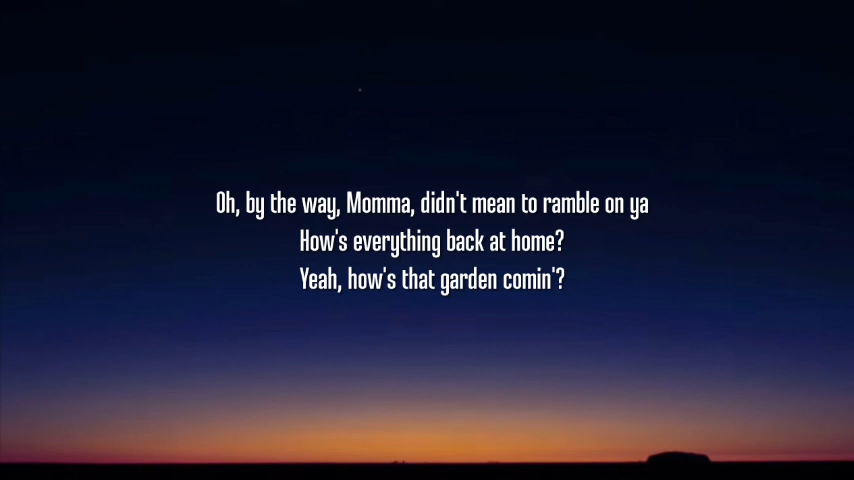 Oh, by the way, Momma, didn't mean to ramble on ya
How's everything back at home?
Yeah, how's that garden comin'?